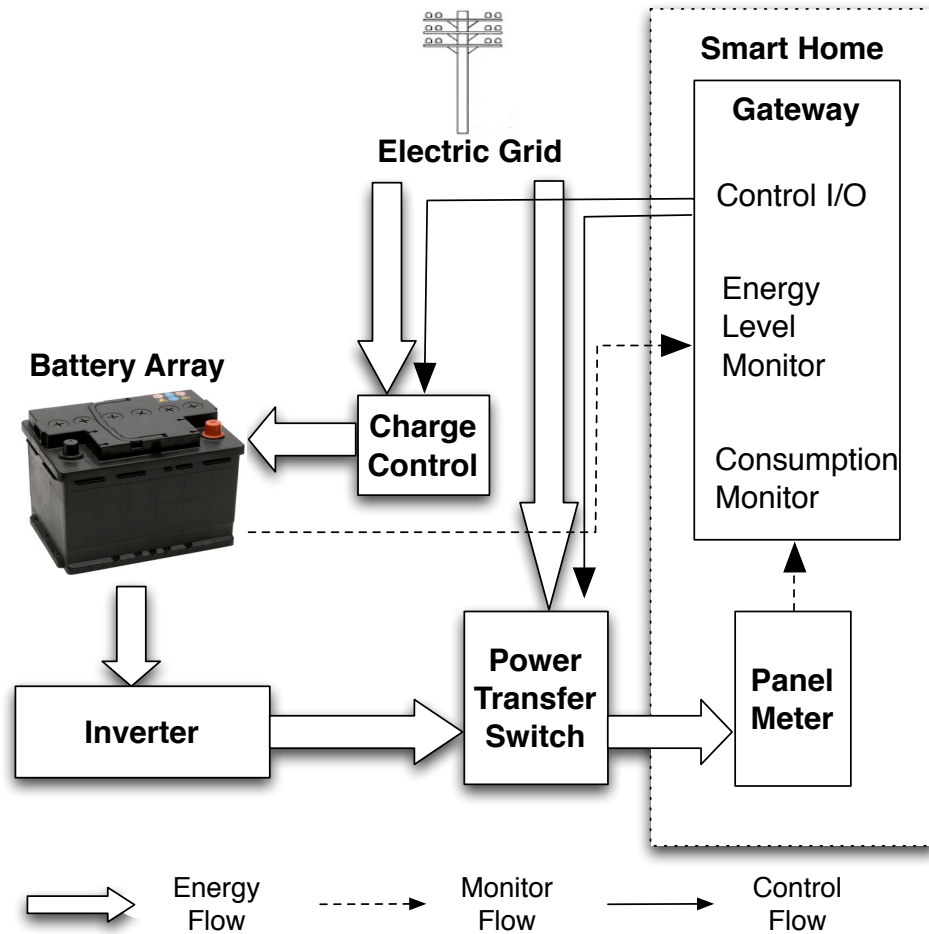 Smart Home
Gateway
Electric Grid
Control I/O
Energy
Level
Monitor
Battery Array
Charge
Control
Consumption
Monitor
Power
Transfer
Switch
Panel
Meter
Inverter
Energy
Flow
Monitor
Flow
Control
Flow